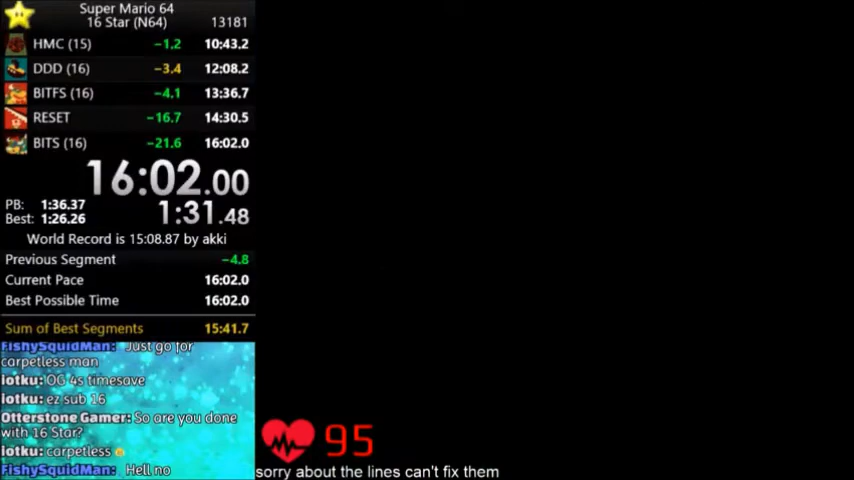 Super Mario 64
16 Star (N64) 13181
HMC (15) −1.2 10:43.2
DDD (16) −3.4 12:08.2
BITFS (16) −4.1 13:36.7
RESET −16.7 14:30.5
BITS (16) −21.6 16:02.0
16:02.00
PB: 1:36.37
Best: 1:26.26
1:31.48
World Record is 15:08.87 by akki
Previous Segment −4.8
Current Pace 16:02.0
Best Possible Time 16:02.0
Sum of Best Segments 15:41.7
FishySquidMan: Just go for
carpetless man
iotku: OG 4s timesave
iotku: ez sub 16
Otterstone Gamer: So are you done
with 16 Star?
iotku: carpetless
FishySquidMan: Hell no
95
sorry about the lines can't fix them